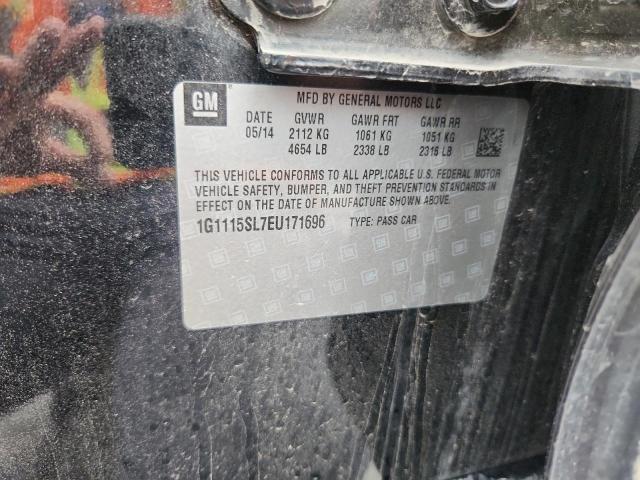 GM
MFD BY GENERAL MOTORS LLC
DATE GVWR GAWR FRT GAWR RR
05/14 2112 KG 1061 KG 1051 KG
4654 LB 2338 LB 2316 LB
THIS VEHICLE CONFORMS TO ALL APPLICABLE U.S. FEDERAL MOTOR
VEHICLE SAFETY, BUMPER, AND THEFT PREVENTION STANDARDS IN
EFFECT ON THE DATE OF MANUFACTURE SHOWN ABOVE.
1G1115SL7EU171696 TYPE: PASS CAR